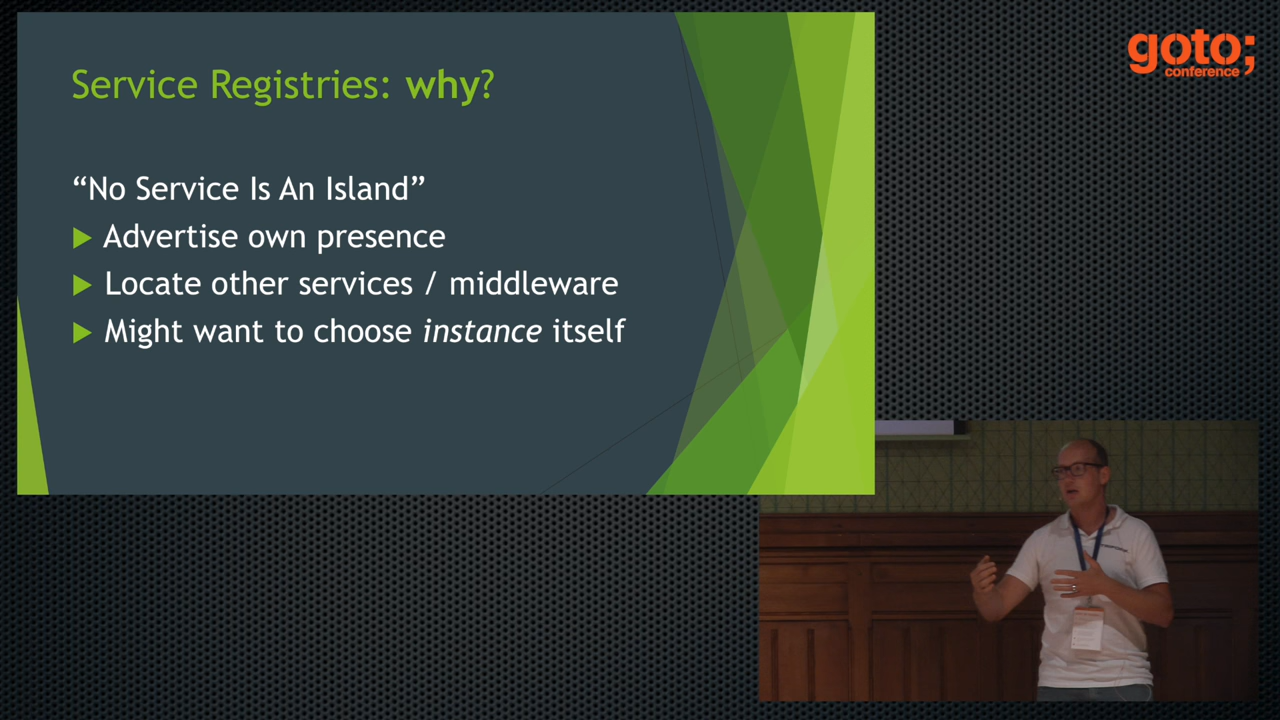 Service Registries: why?
“No Service Is An Island”
Advertise own presence
Locate other services / middleware
Might want to choose instance itself
goto;
conference